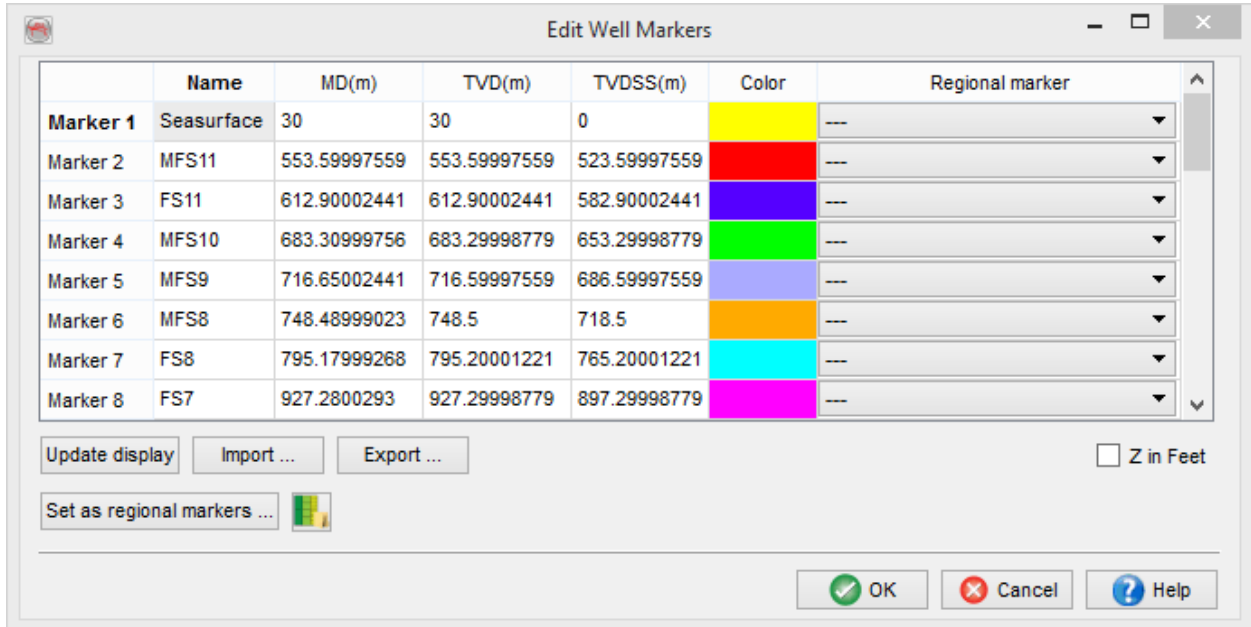 Edit Well Markers
Name MD(m) TVD(m) TVDSS(m) Color Regional marker
Marker 1 Seasurface 30 30 0 ---
Marker 2 MFS11 553.59997559 553.59997559 523.59997559 ---
Marker 3 FS11 612.90002441 612.90002441 582.90002441 ---
Marker 4 MFS10 683.30999756 683.29998779 653.29998779 ---
Marker 5 MFS9 716.65002441 716.59997559 686.59997559 ---
Marker 6 MFS8 748.48999023 748.5 718.5 ---
Marker 7 FS8 795.17999268 795.20001221 765.20001221 ---
Marker 8 FS7 927.2800293 927.29998779 897.29998779 ---
Update display Import ... Export ... Z in Feet
Set as regional markers ...
OK Cancel Help